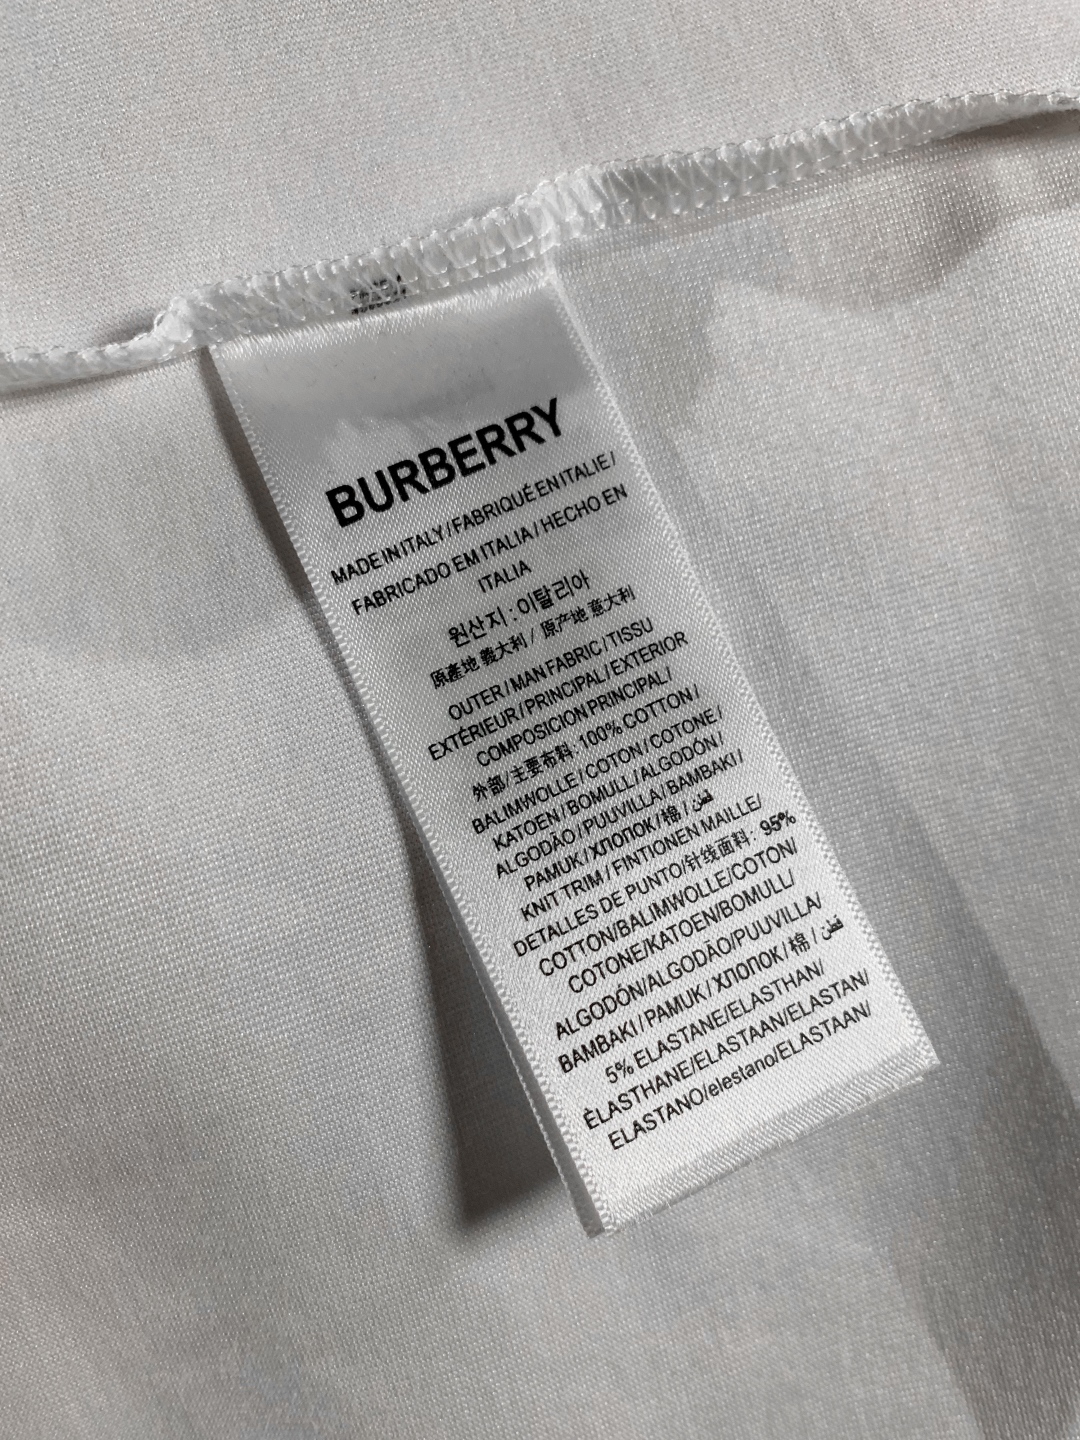 BURBERRY
MADE IN ITALY / FABRIQUÉ EN ITALIE /
FABRICADO EM ITALIA / HECHO EN
ITALIA
원산지 : 이탈리아
原產地 義大利 / 原产地 意大利
OUTER / MAN FABRIC / TISSU
EXTÉRIEUR / PRINCIPAL / EXTERIOR
COMPOSICION PRINCIPAL /
外部 / 主要布料: 100% COTTON /
BALIMWOLLE / COTON / COTONE /
KATOEN / BOMULL / ALGODÓN /
ALGODÃO / PUUVILLA / BAMBAKI /
PAMUK / ХЛОПОК / 棉 / قطن
KNIT TRIM / FINTIONEN MAILLE /
DETALLES DE PUNTO/针线面料: 95%
COTTON/BALIMWOLLE/COTON/
COTONE/KATOEN/BOMULL/
ALGODÓN/ALGODÃO/PUUVILLA/
BAMBAKI / PAMUK / ХЛОПОК / 棉 / قطن
5% ELASTANE/ELASTHAN/
ÈLASTHANE/ELASTAAN/ELASTAN/
ELASTANO/elestano/ELASTAAN/